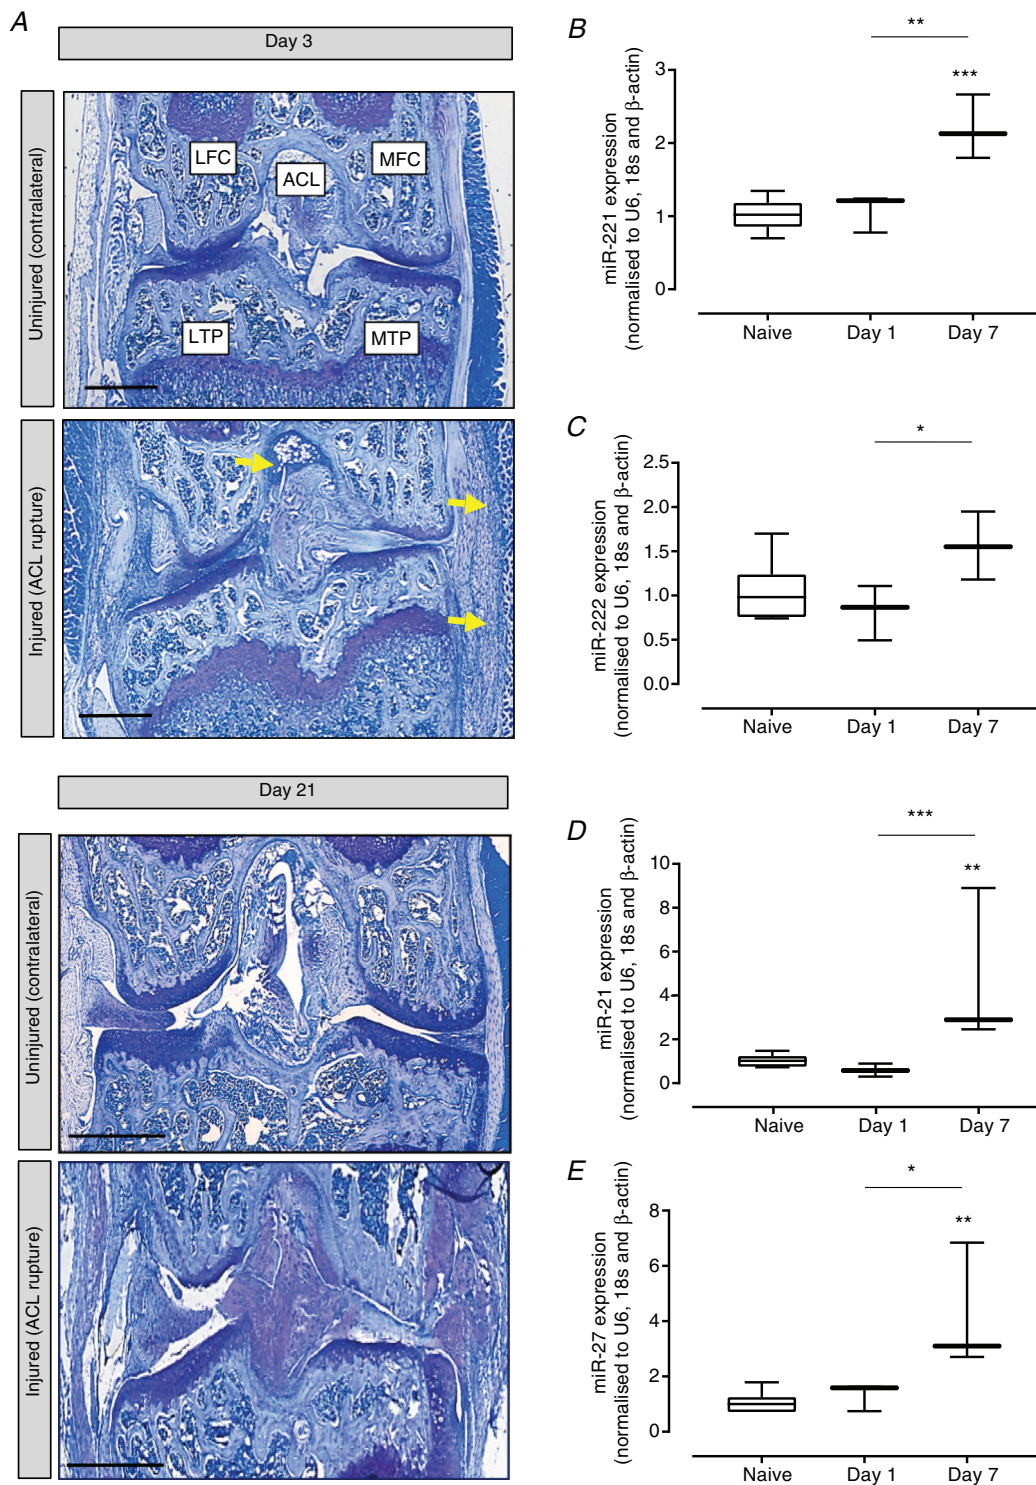 A
Day 3
Uninjured (contralateral)
LFC
ACL
MFC
LTP
MTP
Injured (ACL rupture)
Day 21
Uninjured (contralateral)
Injured (ACL rupture)
B
**
***
miR-221 expression
(normalised to U6, 18s and β-actin)
3
2
1
0
Naive
Day 1
Day 7
C
*
miR-222 expression
(normalised to U6, 18s and β-actin)
2.5
2.0
1.5
1.0
0.5
0.0
Naive
Day 1
Day 7
D
***
**
miR-21 expression
(normalised to U6, 18s and β-actin)
10
8
6
4
2
0
Naive
Day 1
Day 7
E
*
**
miR-27 expression
(normalised to U6, 18s and β-actin)
8
6
4
2
0
Naive
Day 1
Day 7